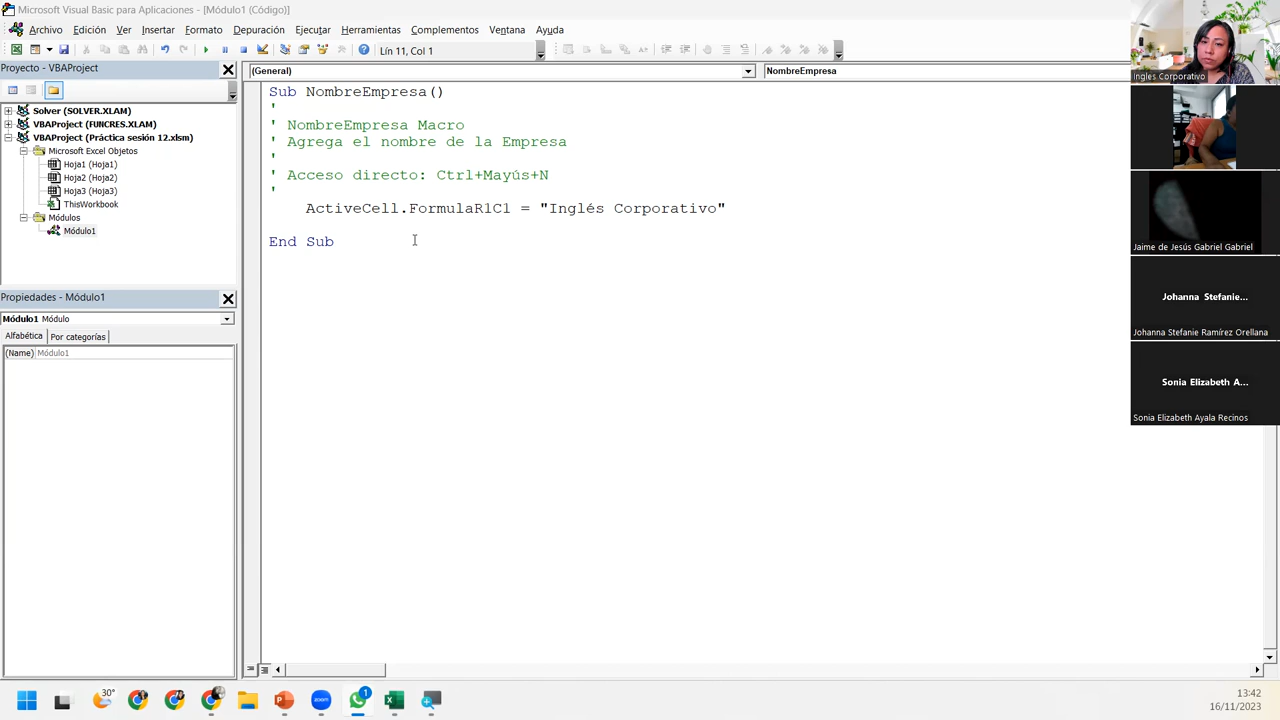 Microsoft Visual Basic para Aplicaciones - [Módulo1 (Código)]
Archivo Edición Ver Insertar Formato Depuración Ejecutar Herramientas Complementos Ventana Ayuda
Lín 11, Col 1
Proyecto - VBAProject
(General)
NombreEmpresa
Solver (SOLVER.XLAM)
VBAProject (FUNCRES.XLAM)
VBAProject (Práctica sesión 12.xlsm)
Microsoft Excel Objetos
Hoja1 (Hoja1)
Hoja2 (Hoja2)
Hoja3 (Hoja3)
ThisWorkbook
Módulos
Módulo1
Propiedades - Módulo1
Módulo1 Módulo
Alfabética Por categorías
(Name) Módulo1
Sub NombreEmpresa()
'
' NombreEmpresa Macro
' Agrega el nombre de la Empresa
'
' Acceso directo: Ctrl+Mayús+N
'
ActiveCell.FormulaR1C1 = "Inglés Corporativo"
End Sub
Ingles Corporativo
Jaime de Jesús Gabriel Gabriel
Johanna Stefanie...
Johanna Stefanie Ramírez Orellana
Sonia Elizabeth A...
Sonia Elizabeth Ayala Recinos
30°
zoom
1
13:42
16/11/2023